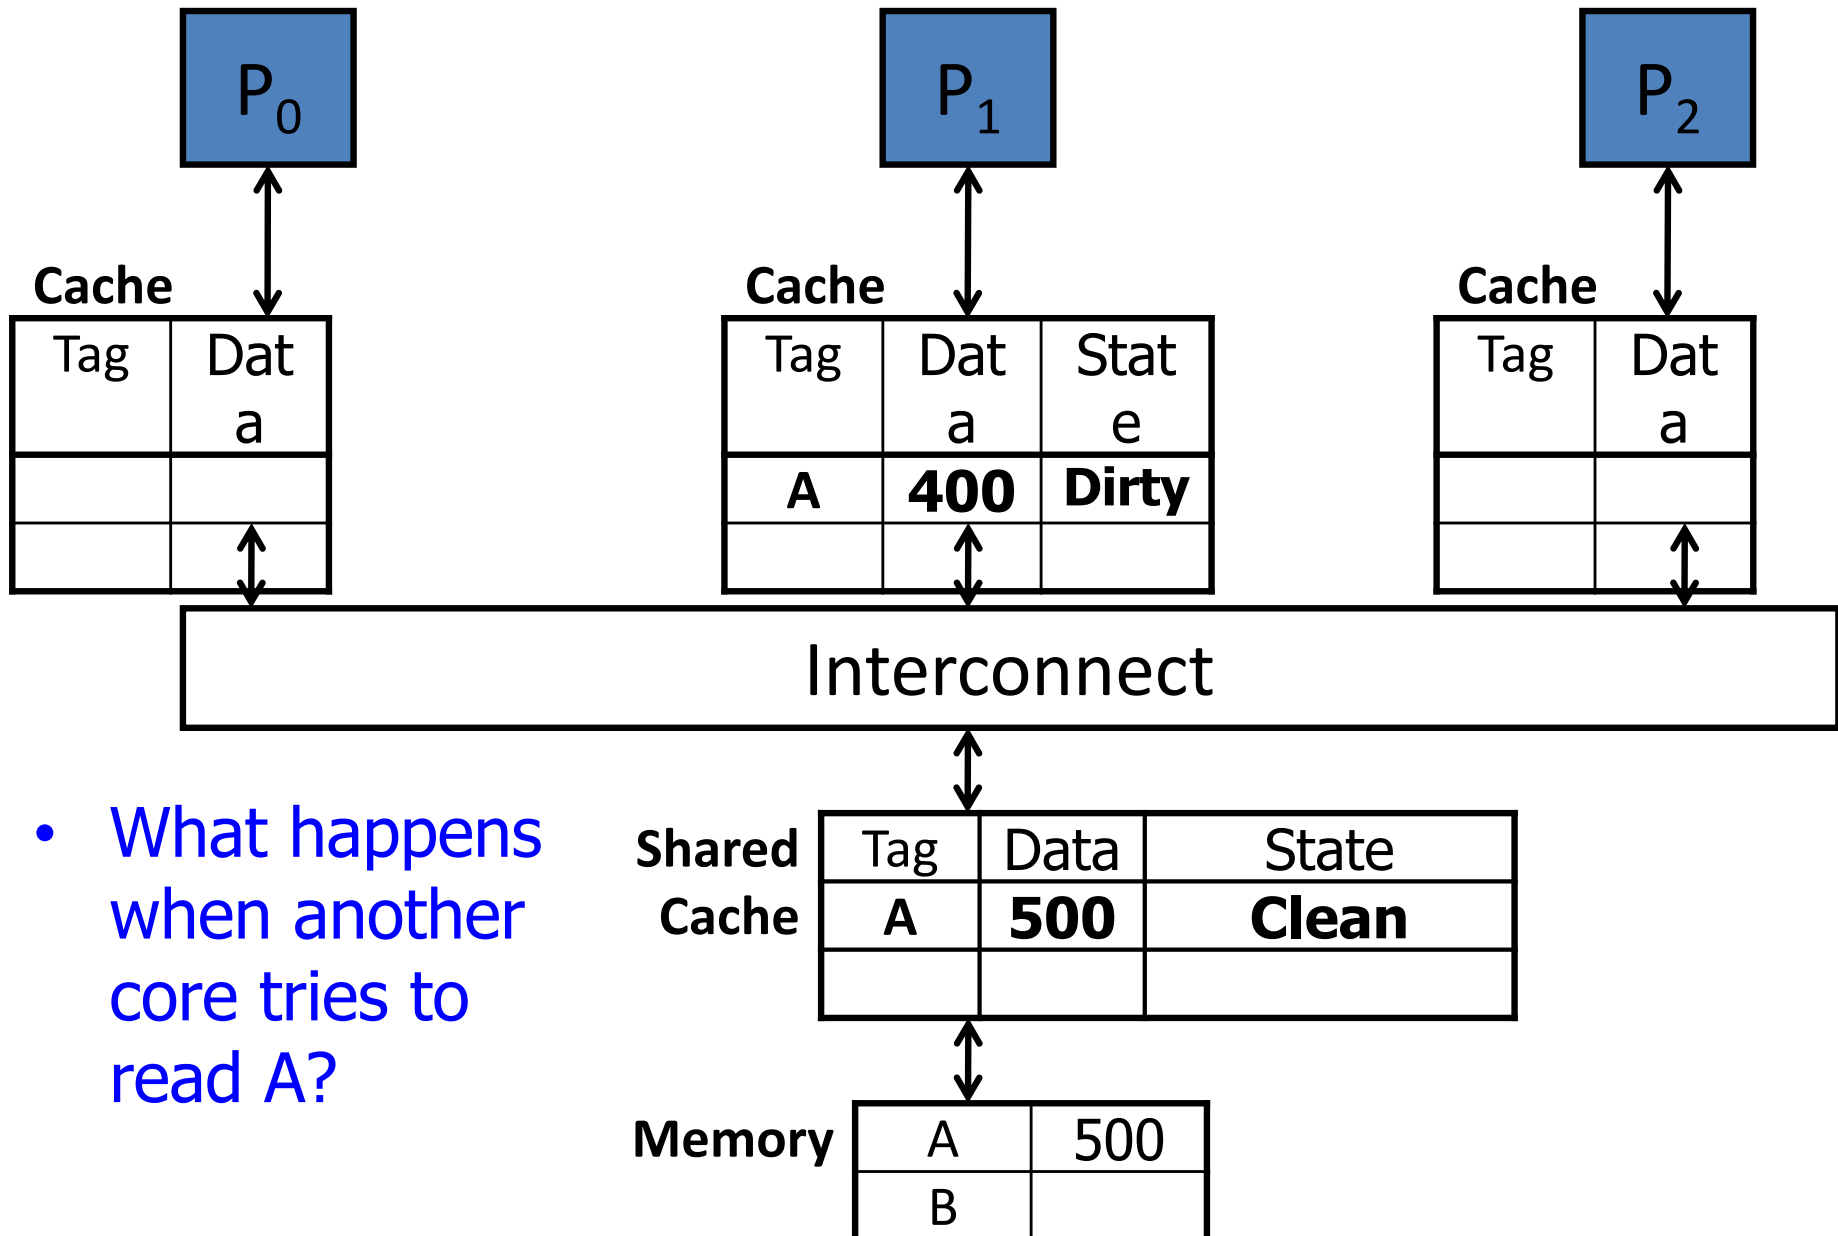 P0 P1 P2
Cache Cache Cache
Tag Dat Tag Dat Stat Tag Dat
a a e a
A 400 Dirty
Interconnect
• What happens
when another
core tries to
read A?
Shared Tag Data State
Cache A 500 Clean
Memory A 500
B